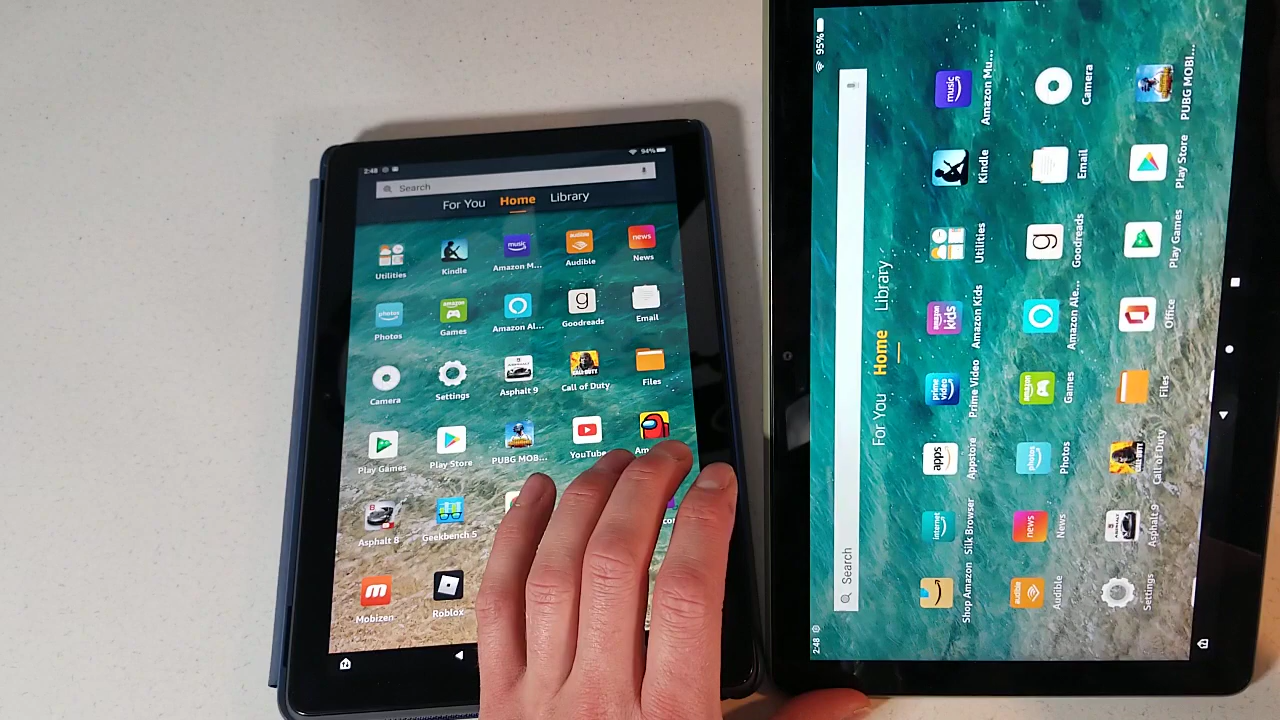 2:48
94%
Search
For You Home Library
Utilities Kindle Amazon M... Audible News
Photos Games Amazon Al... Goodreads Email
Camera Settings Asphalt 9 Call of Duty Files
Play Games Play Store PUBG MOB... YouTube
Asphalt 8 Geekbench 5
Mobizen Roblox
2:48
95%
Search
For You Home Library
Shop Amazon Silk Browser Appstore Prime Video Amazon Kids Utilities Kindle Amazon Mu...
Audible News Photos Games Amazon Ale... Goodreads Email Camera
Settings Asphalt 9 Call of Duty Files Office Play Games Play Store PUBG MOBI...